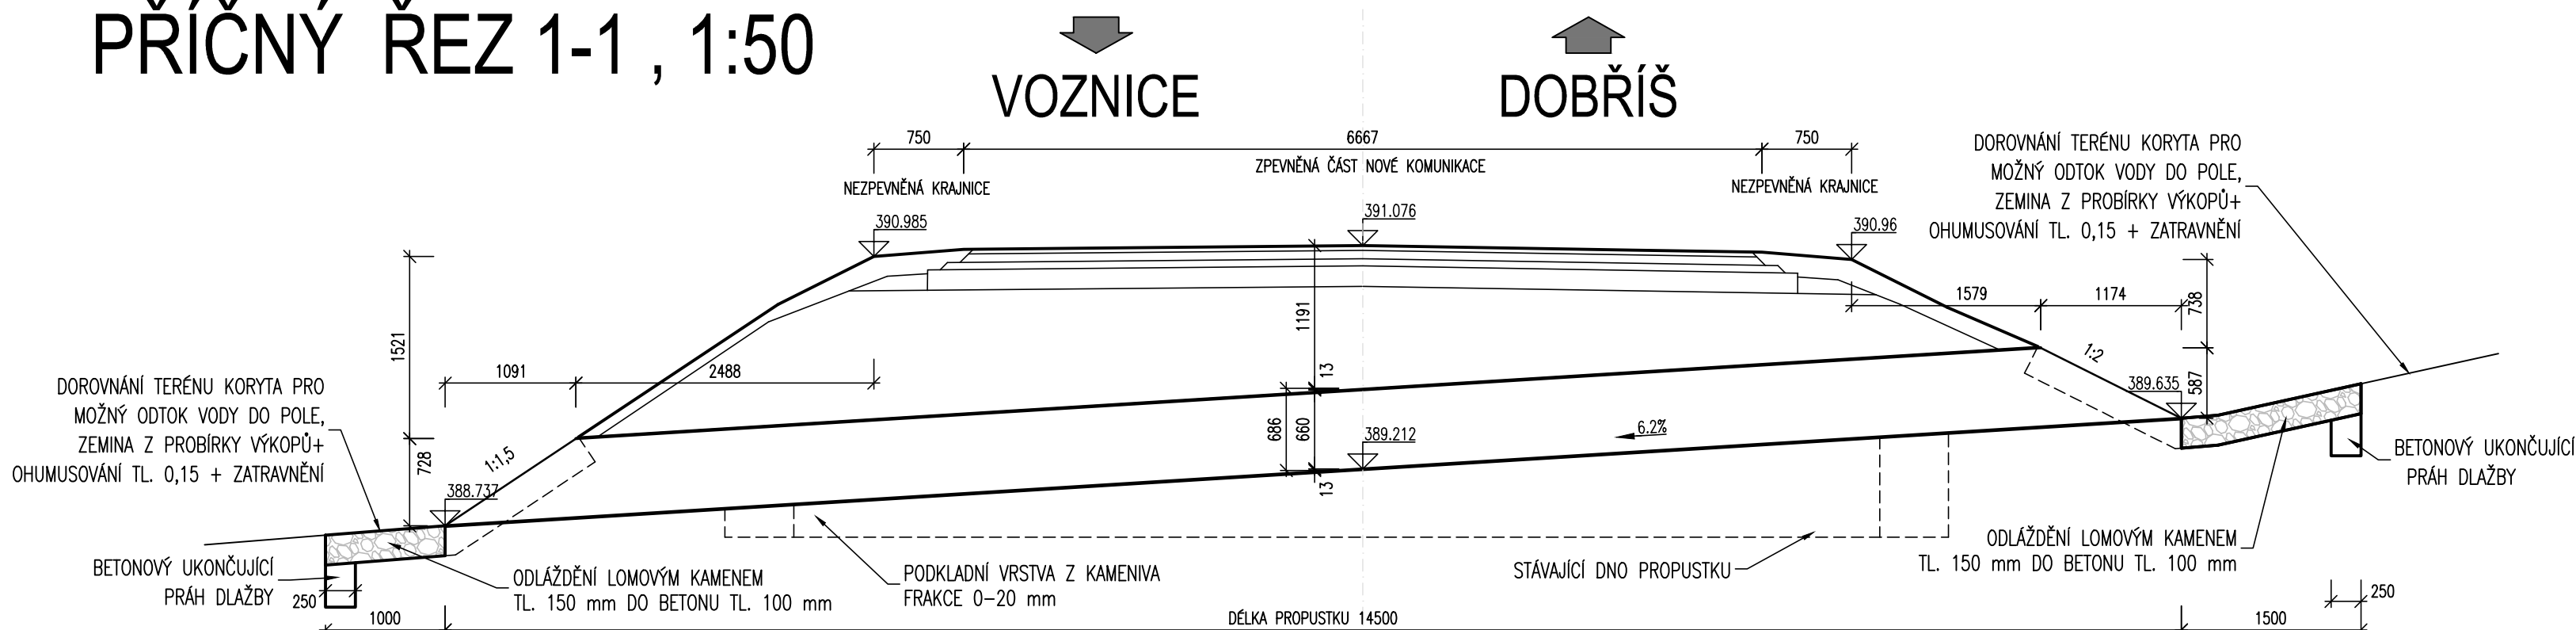 PŘÍČNÝ ŘEZ 1-1 , 1:50
VOZNICE
DOBŘÍŠ
750
6667
750
ZPEVNĚNÁ ČÁST NOVÉ KOMUNIKACE
NEZPEVNĚNÁ KRAJNICE
NEZPEVNĚNÁ KRAJNICE
DOROVNÁNÍ TERÉNU KORYTA PRO
MOŽNÝ ODTOK VODY DO POLE,
ZEMINA Z PROBÍRKY VÝKOPŮ+
OHUMUSOVÁNÍ TL. 0,15 + ZATRAVNĚNÍ
390.985
391.076
390.96
1579
1174
738
1191
1521
1091
2488
13
1:2
587
389.635
DOROVNÁNÍ TERÉNU KORYTA PRO
MOŽNÝ ODTOK VODY DO POLE,
ZEMINA Z PROBÍRKY VÝKOPŮ+
OHUMUSOVÁNÍ TL. 0,15 + ZATRAVNĚNÍ
728
1:1,5
686
660
389.212
6.2%
13
388.737
BETONOVÝ UKONČUJÍCÍ
PRÁH DLAŽBY
BETONOVÝ UKONČUJÍCÍ
PRÁH DLAŽBY
250
ODLÁŽDĚNÍ LOMOVÝM KAMENEM
TL. 150 mm DO BETONU TL. 100 mm
PODKLADNÍ VRSTVA Z KAMENIVA
FRAKCE 0-20 mm
STÁVAJÍCÍ DNO PROPUSTKU
ODLÁŽDĚNÍ LOMOVÝM KAMENEM
TL. 150 mm DO BETONU TL. 100 mm
250
1000
DÉLKA PROPUSTKU 14500
1500